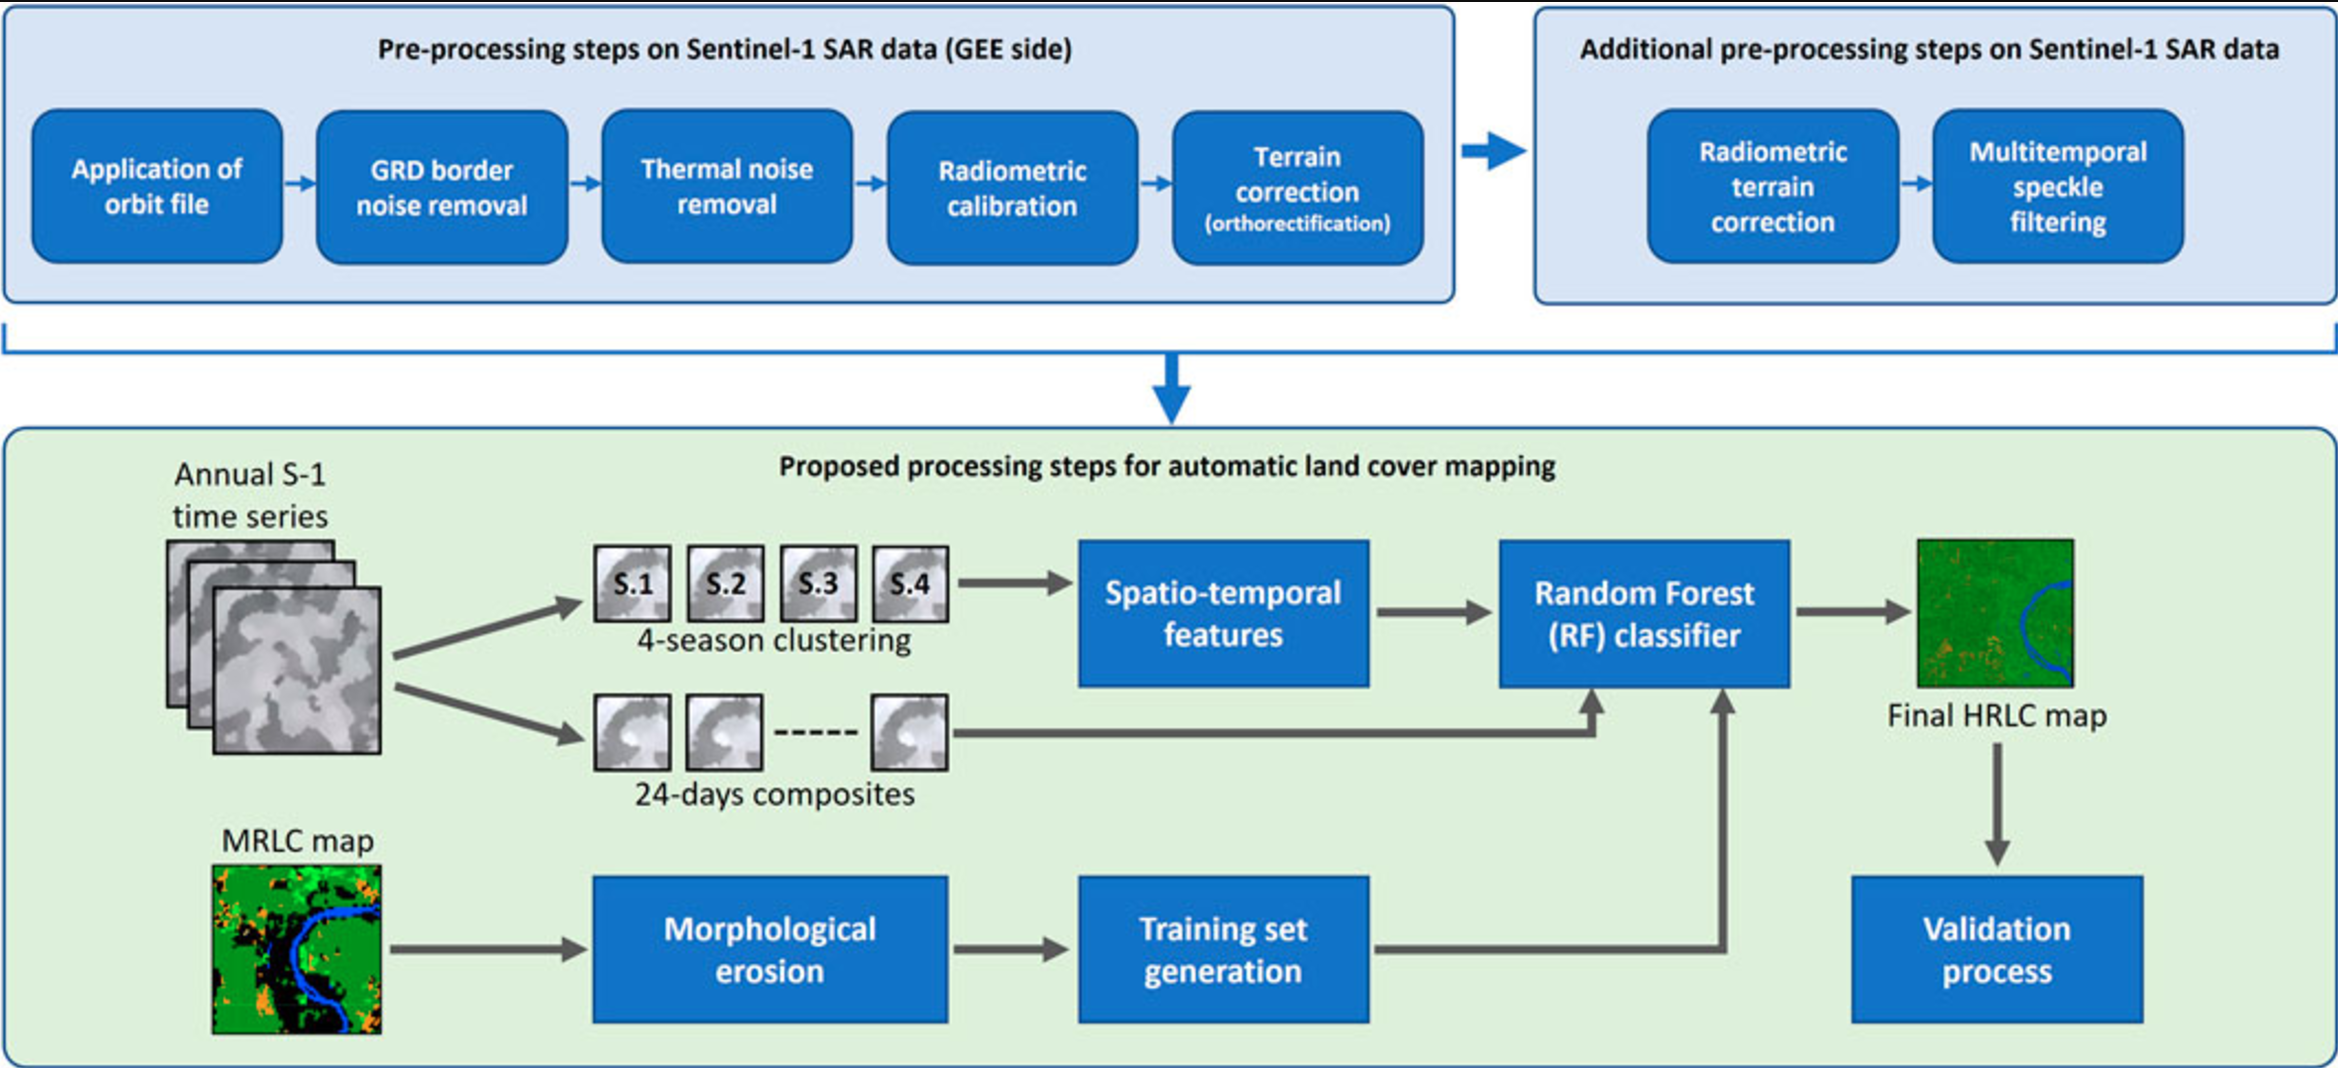 Pre-processing steps on Sentinel-1 SAR data (GEE side)
Application of
orbit file
GRD border
noise removal
Thermal noise
removal
Radiometric
calibration
Terrain
correction
(orthorectification)
Additional pre-processing steps on Sentinel-1 SAR data
Radiometric
terrain
correction
Multitemporal
speckle
filtering
Proposed processing steps for automatic land cover mapping
Annual S-1
time series
S.1
S.2
S.3
S.4
4-season clustering
24-days composites
Spatio-temporal
features
Random Forest
(RF) classifier
Final HRLC map
MRLC map
Morphological
erosion
Training set
generation
Validation
process